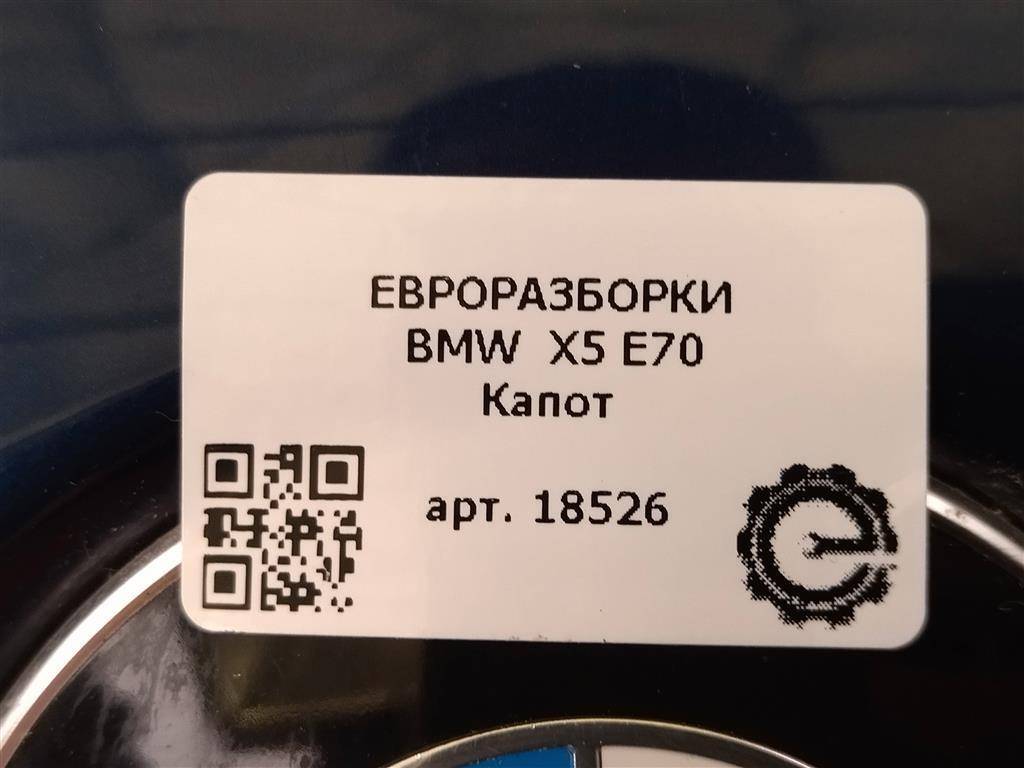 ЕВРОРАЗБОРКИ
BMW X5 E70
Капот
арт. 18526